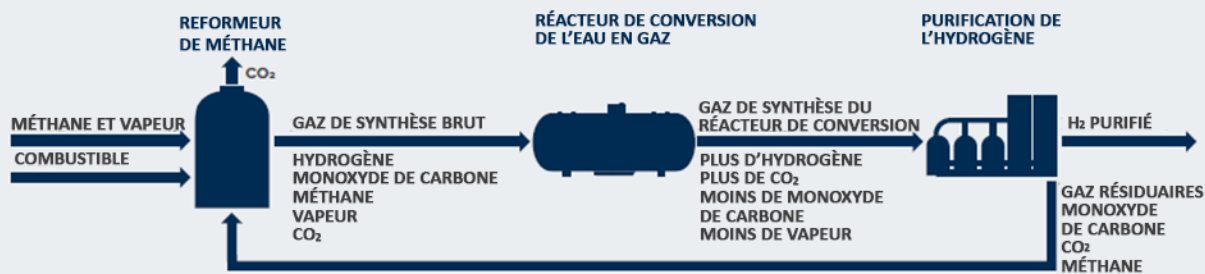 REFORMEUR
DE MÉTHANE
CO₂
RÉACTEUR DE CONVERSION
DE L’EAU EN GAZ
PURIFICATION DE
L’HYDROGÈNE
MÉTHANE ET VAPEUR
COMBUSTIBLE
GAZ DE SYNTHÈSE BRUT
HYDROGÈNE
MONOXYDE DE CARBONE
MÉTHANE
VAPEUR
CO₂
GAZ DE SYNTHÈSE DU
RÉACTEUR DE CONVERSION
PLUS D’HYDROGÈNE
PLUS DE CO₂
MOINS DE MONOXYDE
DE CARBONE
MOINS DE VAPEUR
H₂ PURIFIÉ
GAZ RÉSIDUAIRES
MONOXYDE
DE CARBONE
CO₂
MÉTHANE